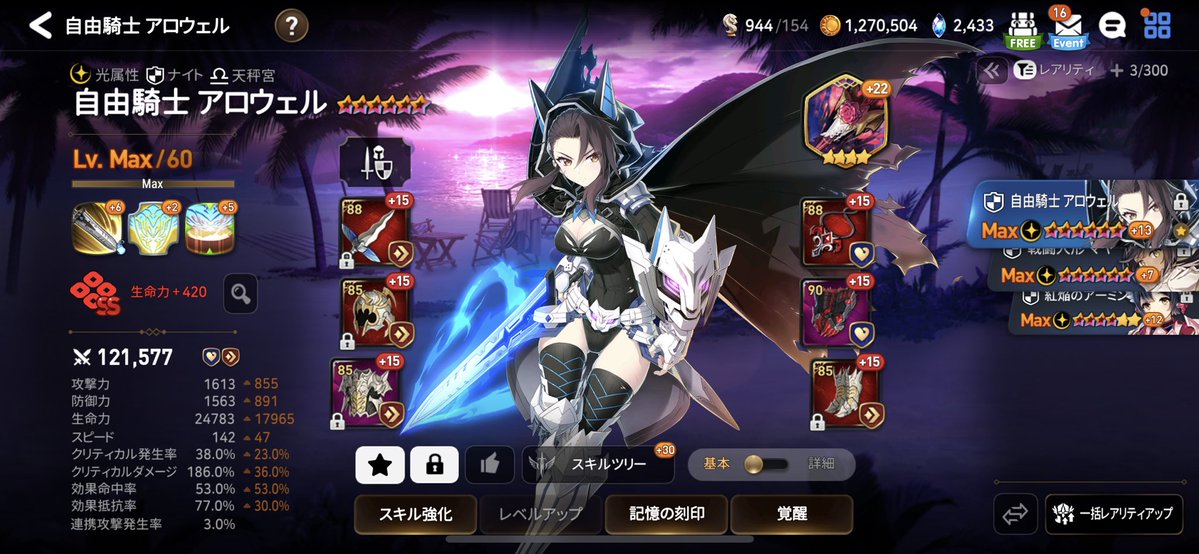 自由騎士 アロウェル
?
944/154
1,270,504
2,433
FREE
16
Event
光属性 ナイト 天秤宮
自由騎士 アロウェル
レアリティ
3/300
Lv. Max/60
Max
+6
+2
+5
SS
生命力+420
121,577
攻撃力 1613 855
防御力 1563 891
生命力 24783 17965
スピード 142 47
クリティカル発生率 38.0% 23.0%
クリティカルダメージ 186.0% 36.0%
効果命中率 53.0% 53.0%
効果抵抗率 77.0% 30.0%
連携攻撃発生率 3.0%
88 +15
85 +15
85 +15
+22
88 +15
90 +15
85 +15
自由騎士 アロウェル
Max +13
Max +7
紅焔のアーミン
Max +12
スキルツリー +30
基本
詳細
スキル強化
レベルアップ
記憶の刻印
覚醒
一括レアリティアップ